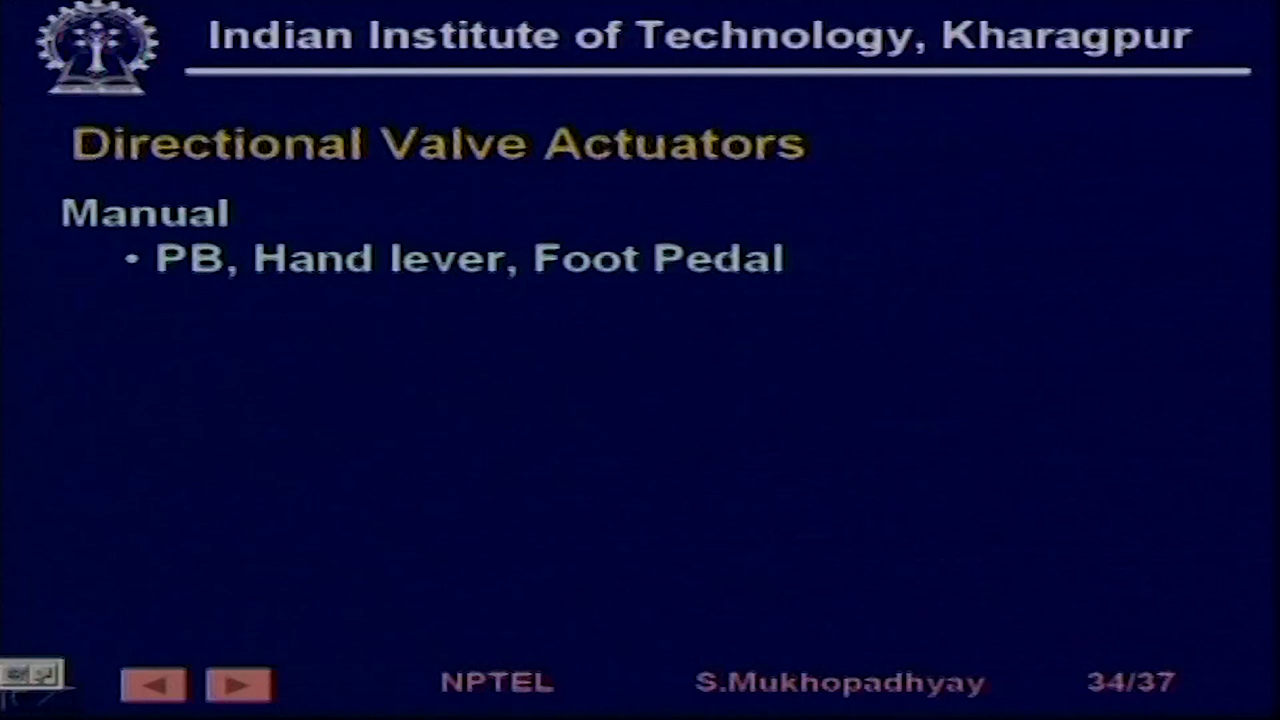 Indian Institute of Technology, Kharagpur
Directional Valve Actuators
Manual
• PB, Hand lever, Foot Pedal
NPTEL S.Mukhopadhyay 34/37